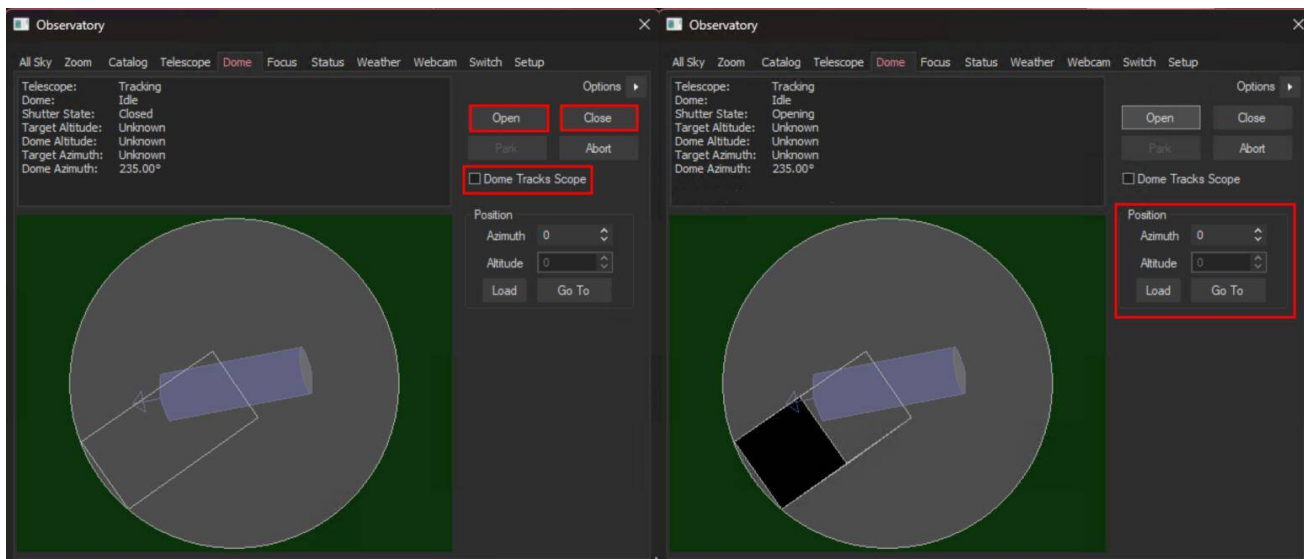 Observatory
All Sky Zoom Catalog Telescope Dome Focus Status Weather Webcam Switch Setup
Telescope: Tracking
Dome: Idle
Shutter State: Closed
Target Altitude: Unknown
Dome Altitude: Unknown
Target Azimuth: Unknown
Dome Azimuth: 235.00°
Options
Open Close
Park Abort
Dome Tracks Scope
Position
Azimuth 0
Altitude 0
Load Go To
Observatory
All Sky Zoom Catalog Telescope Dome Focus Status Weather Webcam Switch Setup
Telescope: Tracking
Dome: Idle
Shutter State: Opening
Target Altitude: Unknown
Dome Altitude: Unknown
Target Azimuth: Unknown
Dome Azimuth: 235.00°
Options
Open Close
Park Abort
Dome Tracks Scope
Position
Azimuth 0
Altitude 0
Load Go To